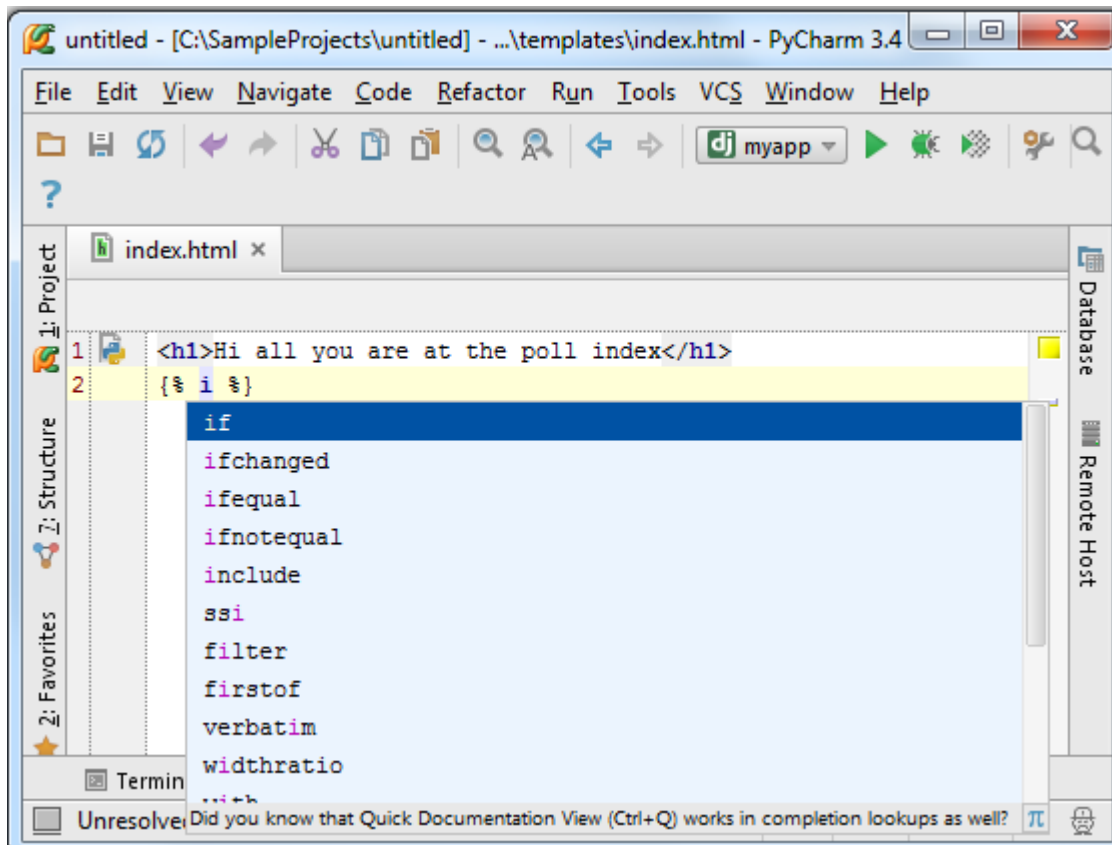 untitled - [C:\SampleProjects\untitled] - ...\templates\index.html - PyCharm 3.4
File Edit View Navigate Code Refactor Run Tools VCS Window Help
dj myapp
?
1: Project
7: Structure
2: Favorites
index.html ×
1 <h1>Hi all you are at the poll index</h1>
2 {% i %}
if
ifchanged
ifequal
ifnotequal
include
ssi
filter
firstof
verbatim
widthratio
with
Database
Remote Host
Termin
Unresolve
Did you know that Quick Documentation View (Ctrl+Q) works in completion lookups as well? π